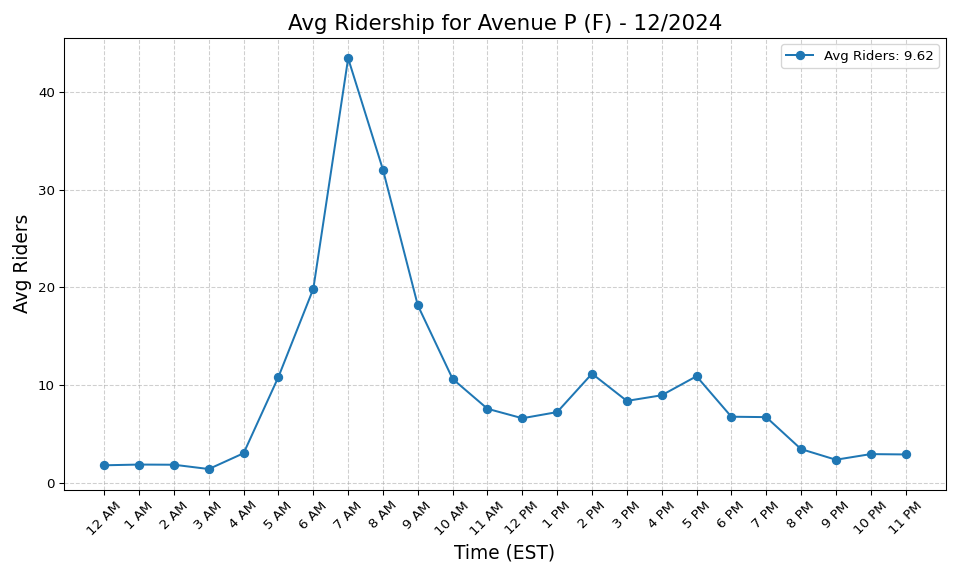 Avg Ridership for Avenue P (F) - 12/2024
Avg Riders: 9.62
Avg Riders
40
30
20
10
0
12 AM 1 AM 2 AM 3 AM 4 AM 5 AM 6 AM 7 AM 8 AM 9 AM 10 AM 11 AM 12 PM 1 PM 2 PM 3 PM 4 PM 5 PM 6 PM 7 PM 8 PM 9 PM 10 PM 11 PM
Time (EST)